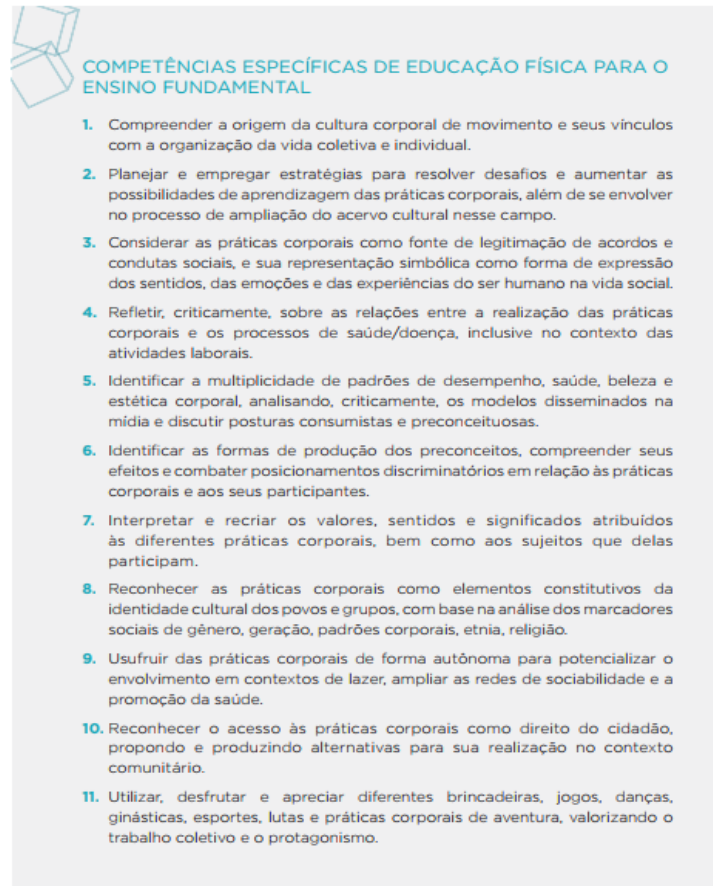 COMPETÊNCIAS ESPECÍFICAS DE EDUCAÇÃO FÍSICA PARA O
ENSINO FUNDAMENTAL
1. Compreender a origem da cultura corporal de movimento e seus vínculos
com a organização da vida coletiva e individual.
2. Planejar e empregar estratégias para resolver desafios e aumentar as
possibilidades de aprendizagem das práticas corporais, além de se envolver
no processo de ampliação do acervo cultural nesse campo.
3. Considerar as práticas corporais como fonte de legitimação de acordos e
condutas sociais, e sua representação simbólica como forma de expressão
dos sentidos, das emoções e das experiências do ser humano na vida social.
4. Refletir, criticamente, sobre as relações entre a realização das práticas
corporais e os processos de saúde/doença, inclusive no contexto das
atividades laborais.
5. Identificar a multiplicidade de padrões de desempenho, saúde, beleza e
estética corporal, analisando, criticamente, os modelos disseminados na
mídia e discutir posturas consumistas e preconceituosas.
6. Identificar as formas de produção dos preconceitos, compreender seus
efeitos e combater posicionamentos discriminatórios em relação às práticas
corporais e aos seus participantes.
7. Interpretar e recriar os valores, sentidos e significados atribuídos
às diferentes práticas corporais, bem como aos sujeitos que delas
participam.
8. Reconhecer as práticas corporais como elementos constitutivos da
identidade cultural dos povos e grupos, com base na análise dos marcadores
sociais de gênero, geração, padrões corporais, etnia, religião.
9. Usufruir das práticas corporais de forma autônoma para potencializar o
envolvimento em contextos de lazer, ampliar as redes de sociabilidade e a
promoção da saúde.
10. Reconhecer o acesso às práticas corporais como direito do cidadão,
propondo e produzindo alternativas para sua realização no contexto
comunitário.
11. Utilizar, desfrutar e apreciar diferentes brincadeiras, jogos, danças,
ginásticas, esportes, lutas e práticas corporais de aventura, valorizando o
trabalho coletivo e o protagonismo.